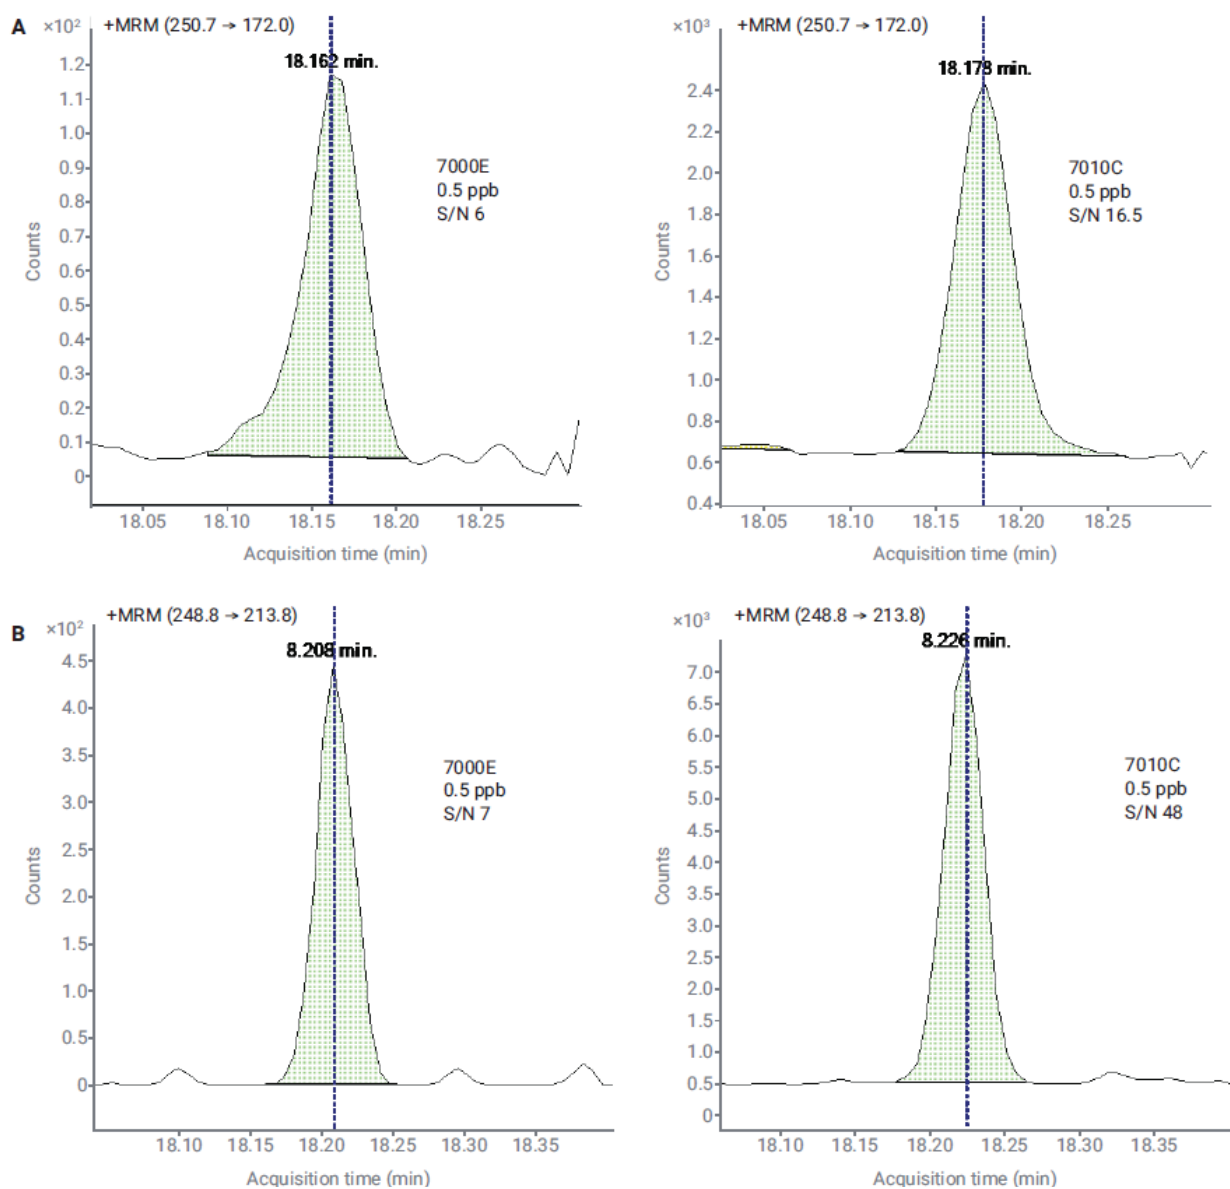 A
×10²
+MRM (250.7 → 172.0)
18.162 min.
1.2
1.1
1.0
0.9
0.8
0.7
0.6
0.5
0.4
0.3
0.2
0.1
0
Counts
7000E
0.5 ppb
S/N 6
18.05 18.10 18.16 18.20 18.25
Acquisition time (min)
×10³
+MRM (250.7 → 172.0)
18.178 min.
2.4
2.2
2.0
1.8
1.6
1.4
1.2
1.0
0.8
0.6
0.4
Counts
7010C
0.5 ppb
S/N 16.5
18.05 18.10 18.15 18.20 18.25
Acquisition time (min)
B
×10²
+MRM (248.8 → 213.8)
8.208 min.
4.5
4.0
3.5
3.0
2.5
2.0
1.5
1.0
0.5
0
Counts
7000E
0.5 ppb
S/N 7
18.10 18.15 18.20 18.25 18.30 18.35
Acquisition time (min)
×10³
+MRM (248.8 → 213.8)
8.226 min.
7.0
6.0
5.5
5.0
4.5
4.0
3.5
3.0
2.5
2.0
1.0
0.5
0
Counts
7010C
0.5 ppb
S/N 48
18.10 18.20 18.25 18.30 18.35
Acquisition time (min)